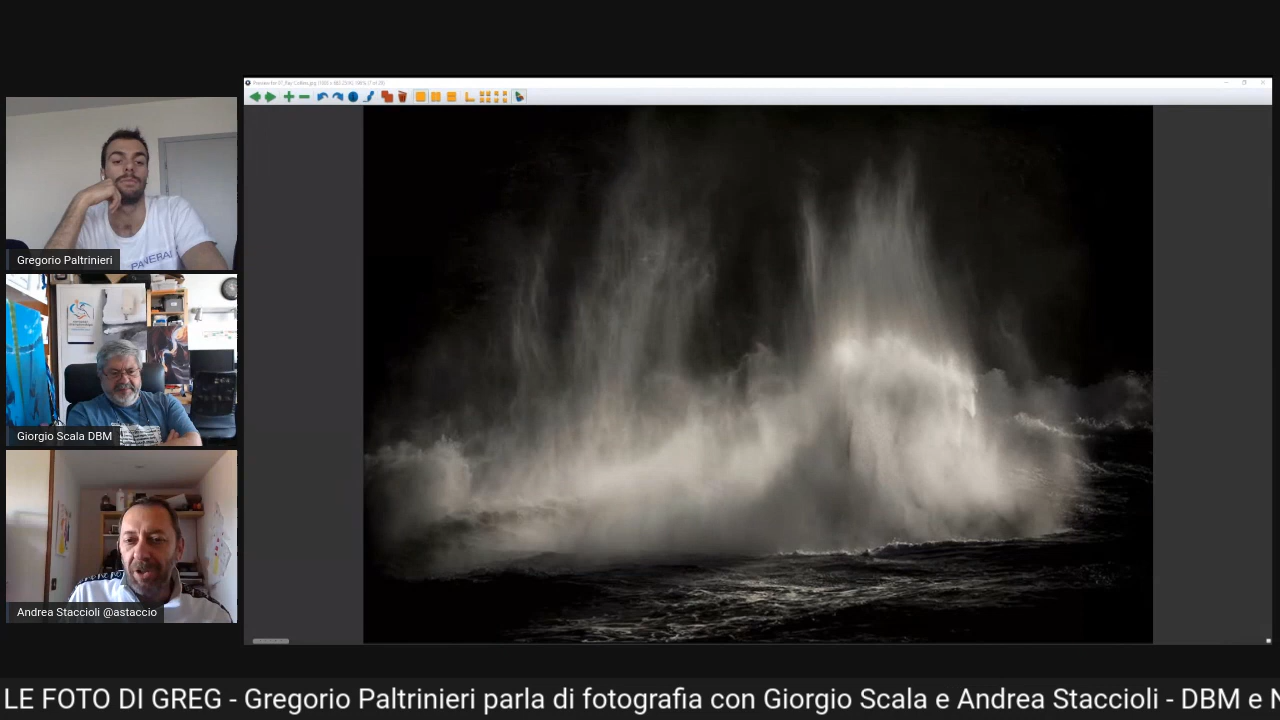 Gregorio Paltrinieri
Giorgio Scala DBM
Andrea Staccioli @astaccio
LE FOTO DI GREG - Gregorio Paltrinieri parla di fotografia con Giorgio Scala e Andrea Staccioli - DBM e N